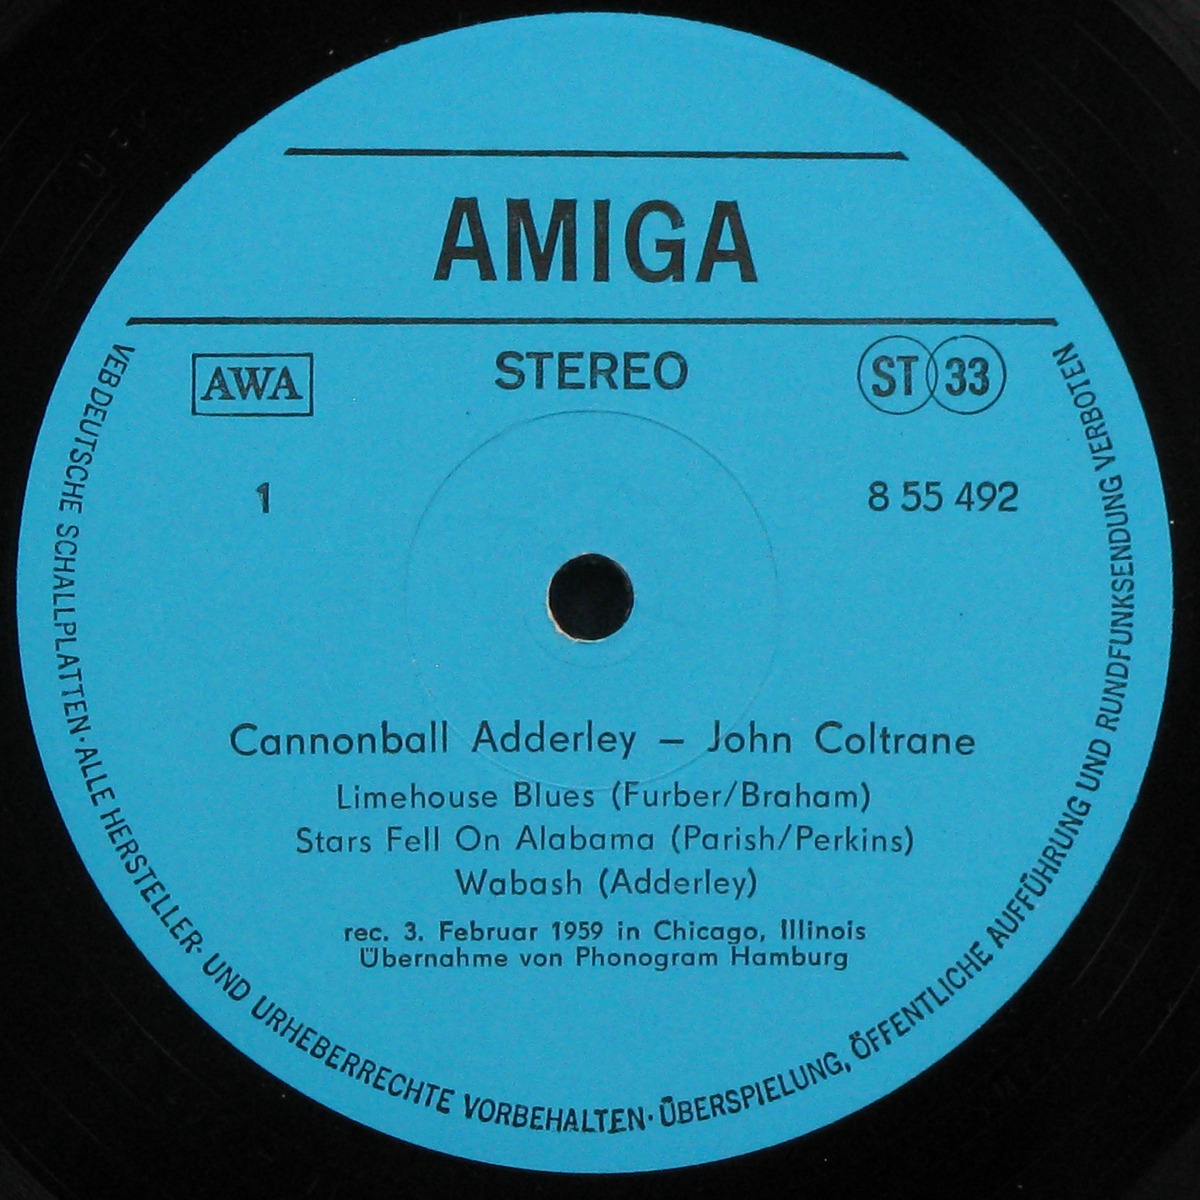 AMIGA
AWA
STEREO
ST 33
1
8 55 492
Cannonball Adderley – John Coltrane
Limehouse Blues (Furber/Braham)
Stars Fell On Alabama (Parish/Perkins)
Wabash (Adderley)
rec. 3. Februar 1959 in Chicago, Illinois
Übernahme von Phonogram Hamburg
VEB DEUTSCHE SCHALLPLATTEN · ALLE HERSTELLER- UND URHEBERRECHTE VORBEHALTEN · ÜBERSPIELUNG, ÖFFENTLICHE AUFFÜHRUNG UND RUNDFUNKSENDUNG VERBOTEN